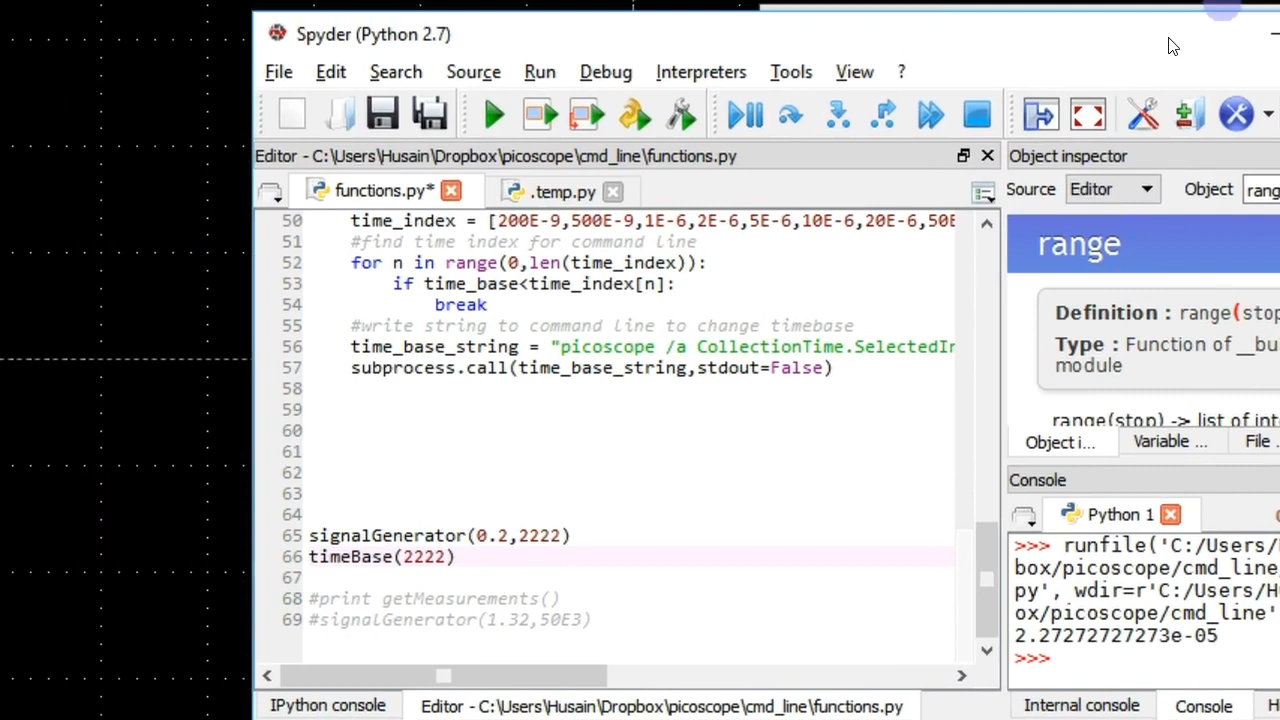 Spyder (Python 2.7)
File Edit Search Source Run Debug Interpreters Tools View ?
Editor - C:\Users\Husain\Dropbox\picoscope\cmd_line\functions.py
Object inspector
functions.py* .temp.py
Source Editor Object rang
50 time_index = [200E-9,500E-9,1E-6,2E-6,5E-6,10E-6,20E-6,50E
51 #find time index for command line
52 for n in range(0,len(time_index)):
53 if time_base<time_index[n]:
54 break
55 #write string to command line to change timebase
56 time_base_string = "picoscope /a CollectionTime.SelectedIn
57 subprocess.call(time_base_string,stdout=False)
58
59
60
61
62
63
64
65 signalGenerator(0.2,2222)
66 timeBase(2222)
67
68 #print getMeasurements()
69 #signalGenerator(1.32,50E3)
range
Definition : range(stop
Type : Function of __bu
module
range(stop) -> list of int
Object i... Variable ... File
Console
Python 1
>>> runfile('C:/Users/H
box/picoscope/cmd_line,
py', wdir=r'C:/Users/Hu
ox/picoscope/cmd_line'
2.27272727273e-05
>>>
IPython console Editor - C:\Users\Husain\Dropbox\picoscope\cmd_line\functions.py
Internal console Console H